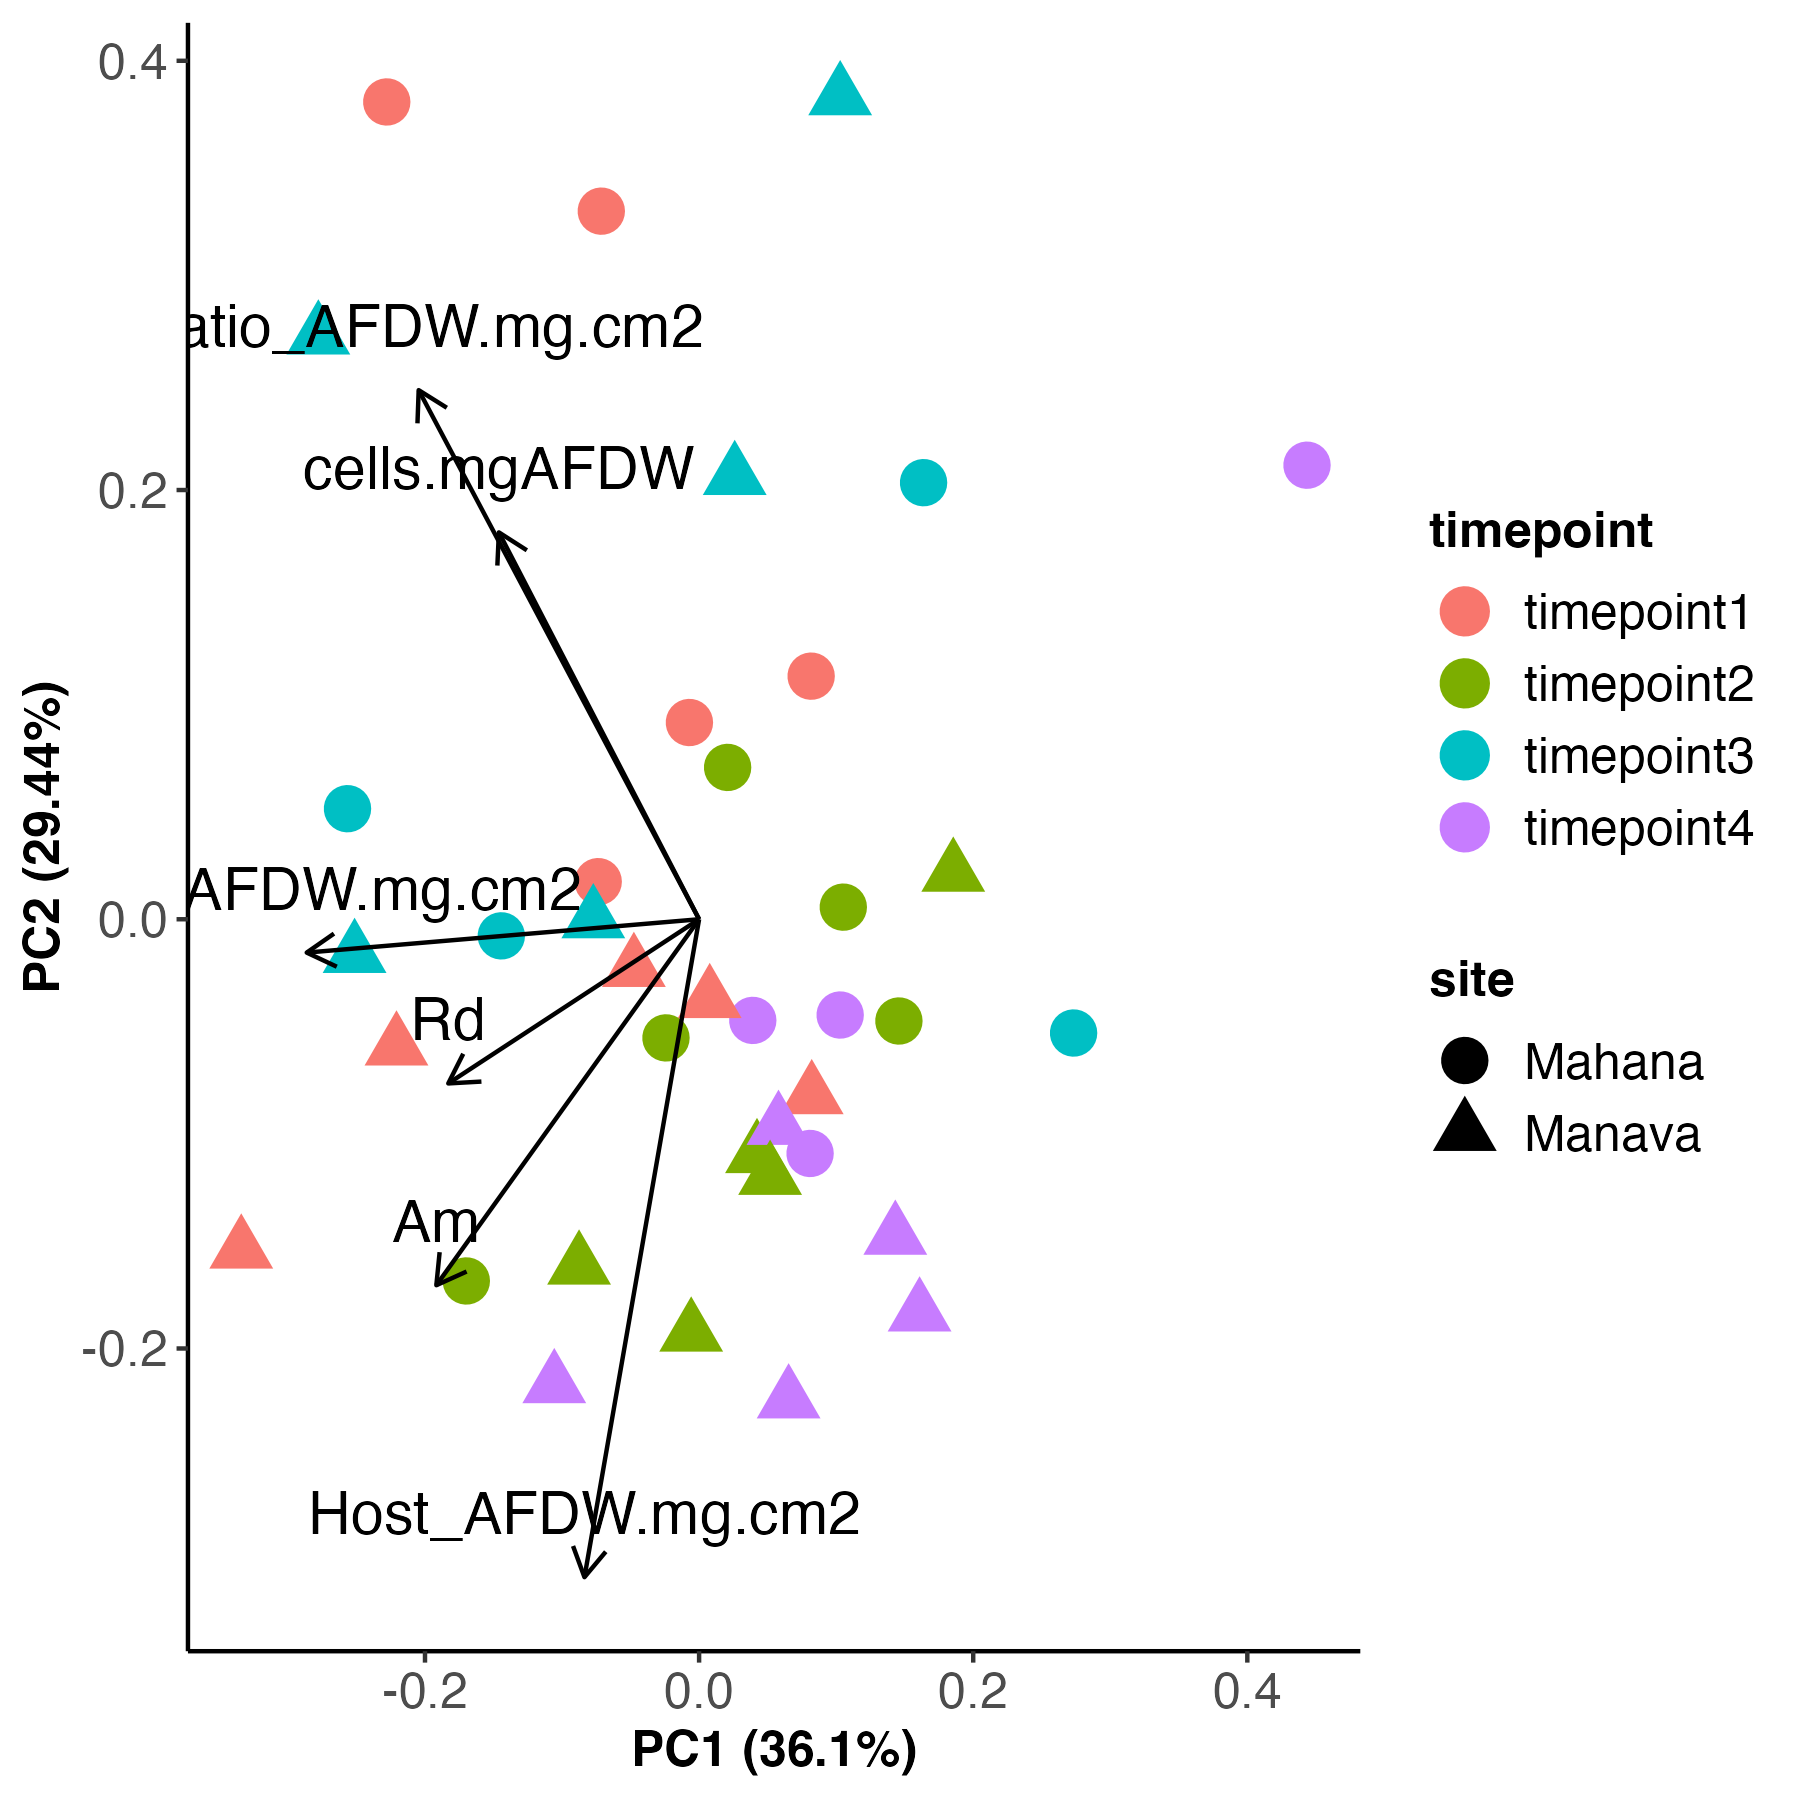 0.4
atio_AFDW.mg.cm2
cells.mgAFDW
0.2
AFDW.mg.cm2
0.0
Rd
Am
-0.2
Host_AFDW.mg.cm2
-0.2 0.0 0.2 0.4
PC1 (36.1%)
PC2 (29.44%)
timepoint
timepoint1
timepoint2
timepoint3
timepoint4
site
Mahana
Manava